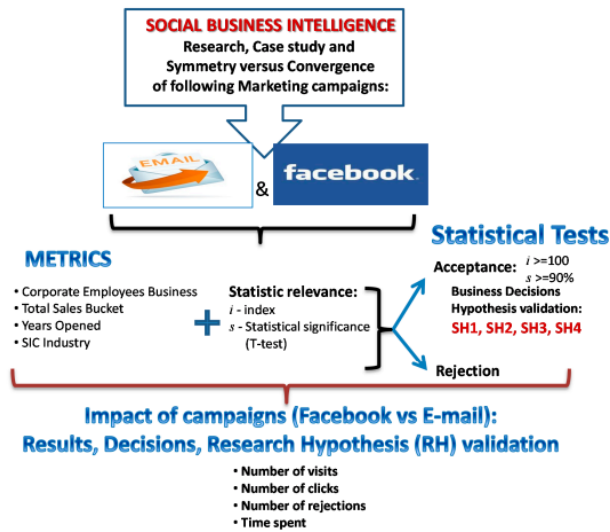 SOCIAL BUSINESS INTELLIGENCE
Research, Case study and
Symmetry versus Convergence
of following Marketing campaigns:
EMAIL
&
facebook.
METRICS
• Corporate Employees Business
• Total Sales Bucket
• Years Opened
• SIC Industry
+
Statistic relevance:
i - index
s - Statistical significance
(T-test)
Statistical Tests
Acceptance: i >=100
s >=90%
Business Decisions
Hypothesis validation:
SH1, SH2, SH3, SH4
Rejection
Impact of campaigns (Facebook vs E-mail):
Results, Decisions, Research Hypothesis (RH) validation
• Number of visits
• Number of clicks
• Number of rejections
• Time spent